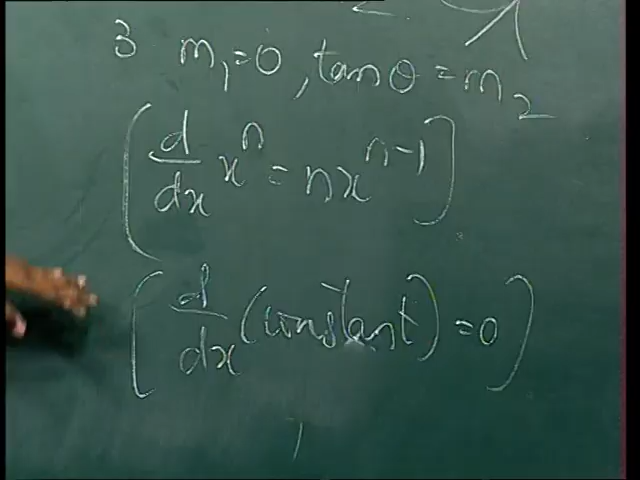 3 m₁=0, tanθ = m₂
(d/dx xⁿ = nxⁿ⁻¹)
(d/dx (constant) = 0)